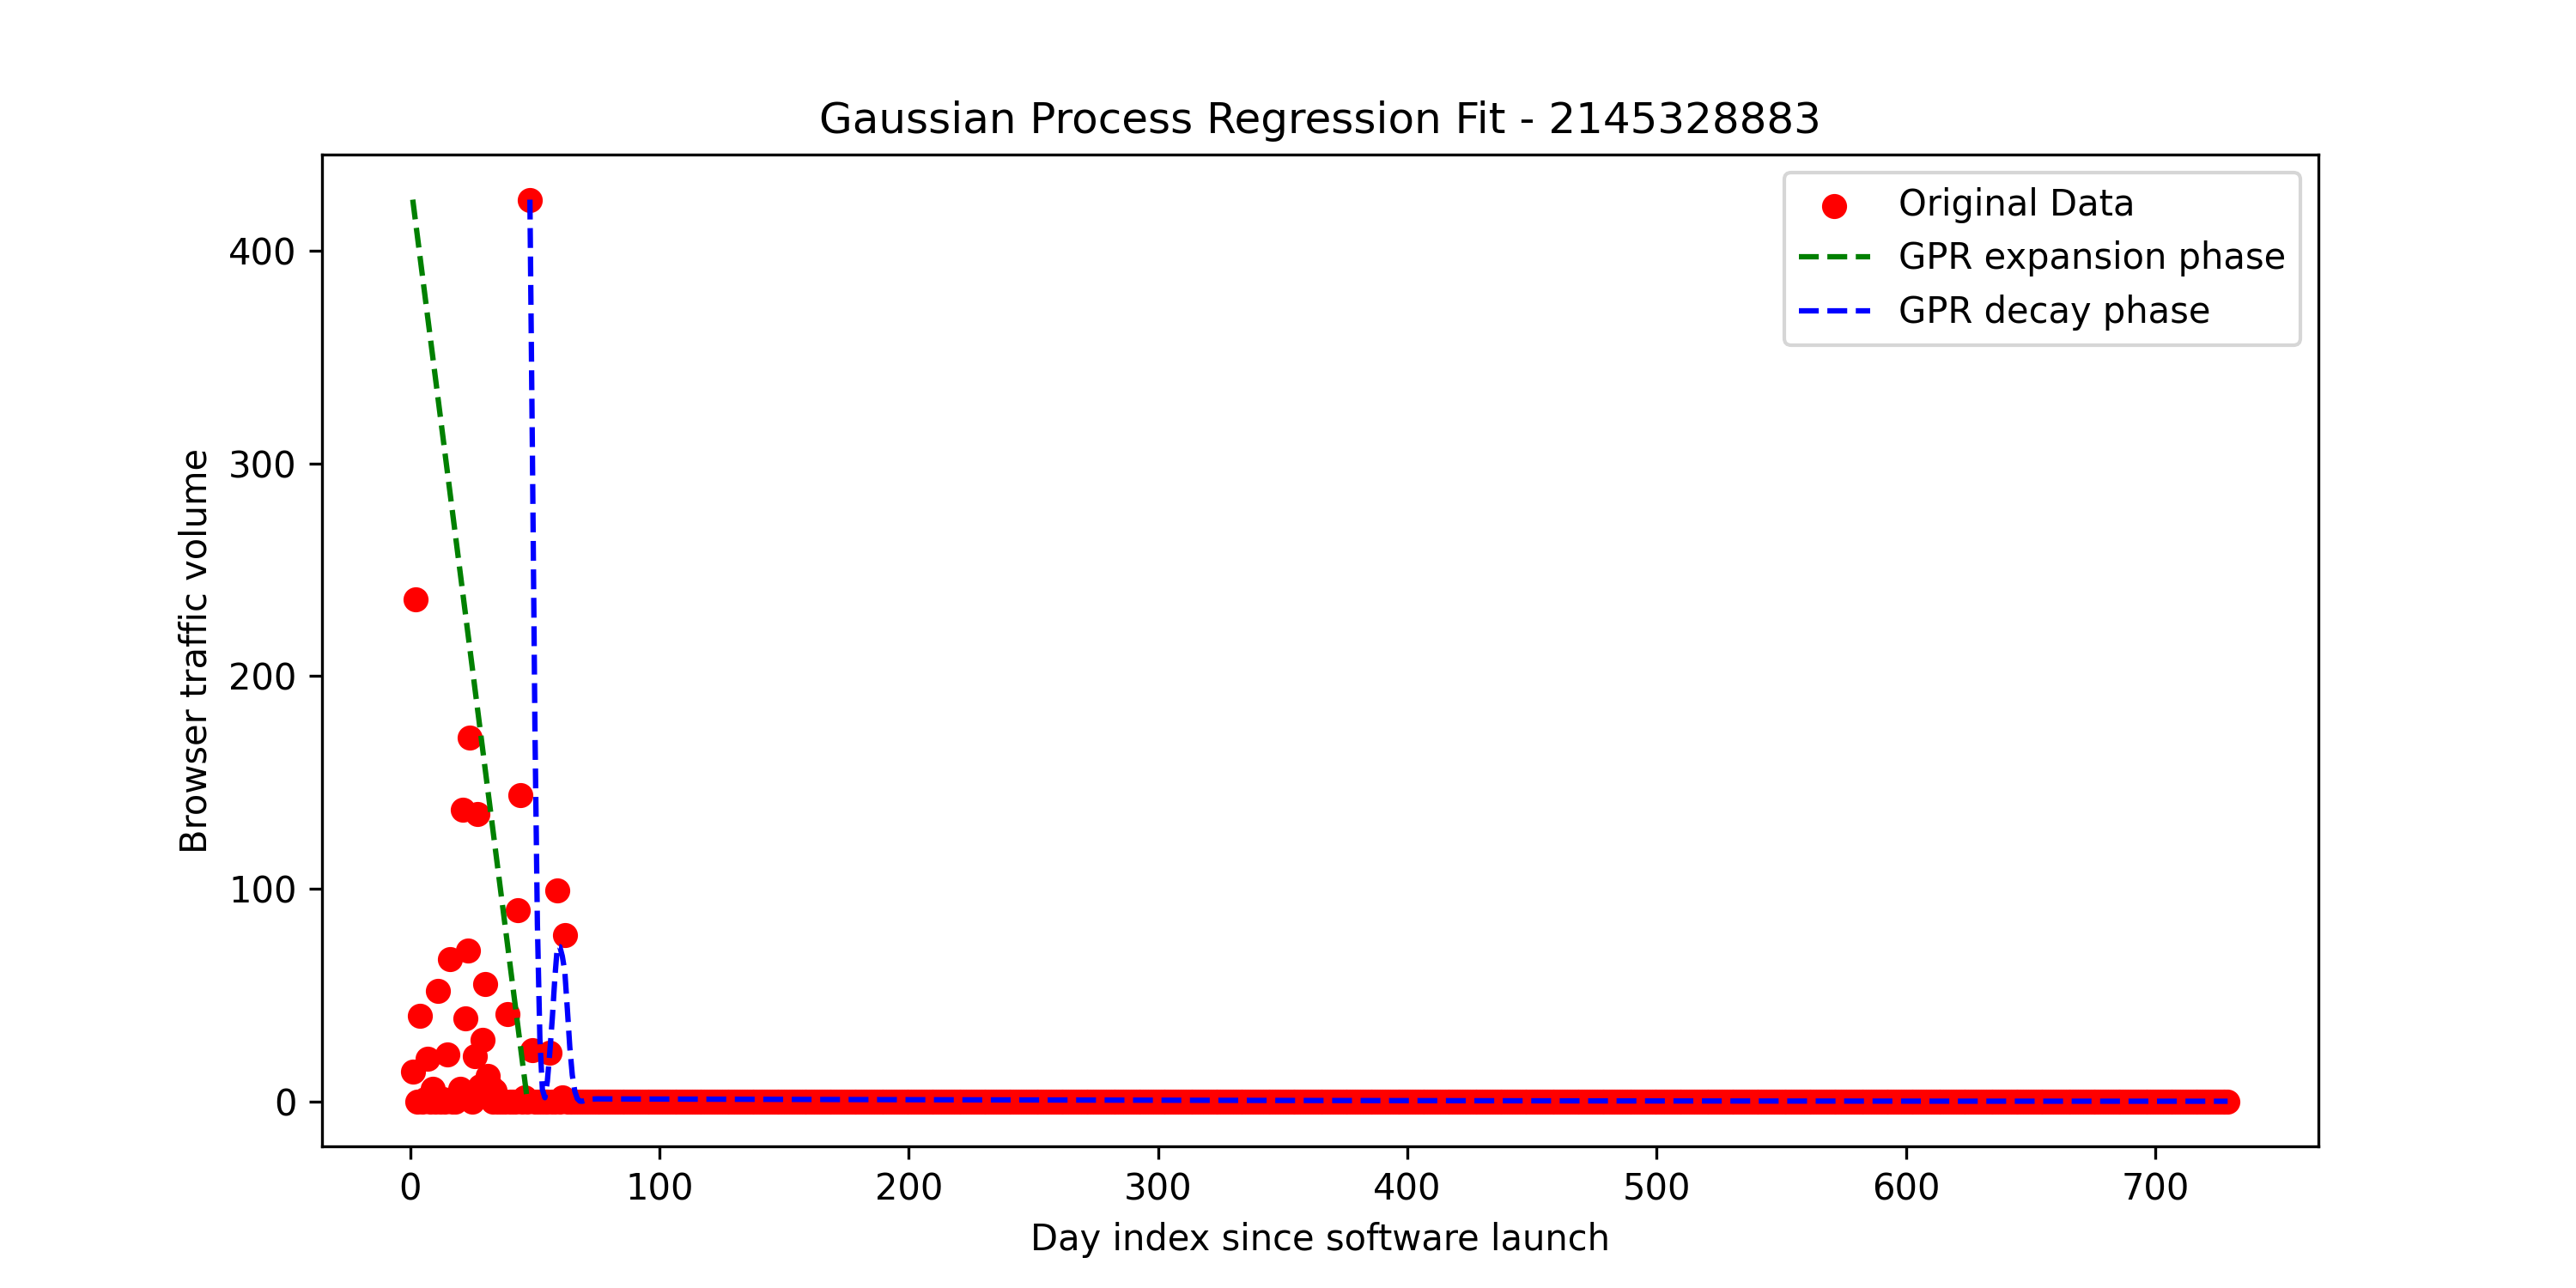 Gaussian Process Regression Fit - 2145328883
Original Data
GPR expansion phase
GPR decay phase
Browser traffic volume
400
300
200
100
0
0 100 200 300 400 500 600 700
Day index since software launch